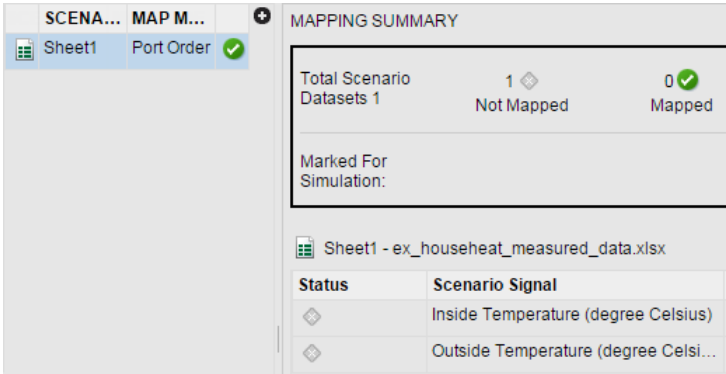 SCENA... MAP M...
Sheet1 Port Order
MAPPING SUMMARY
Total Scenario
Datasets 1
1
Not Mapped
0
Mapped
Marked For
Simulation:
Sheet1 - ex_househeat_measured_data.xlsx
Status Scenario Signal
Inside Temperature (degree Celsius)
Outside Temperature (degree Celsi...